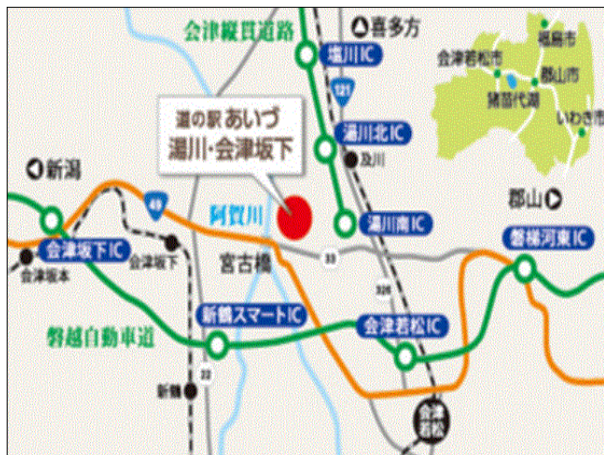 会津縦貫道路
喜多方
塩川IC
121
福島市
会津若松市
郡山市
猪苗代湖
いわき市
道の駅 あいづ
湯川・会津坂下
湯川北IC
及川
新潟
49
阿賀川
湯川南IC
郡山
会津坂下IC
会津坂下
会津坂本
宮古橋
33
磐梯河東IC
326
磐越自動車道
新鶴スマートIC
会津若松IC
22
新鶴
会津
若松